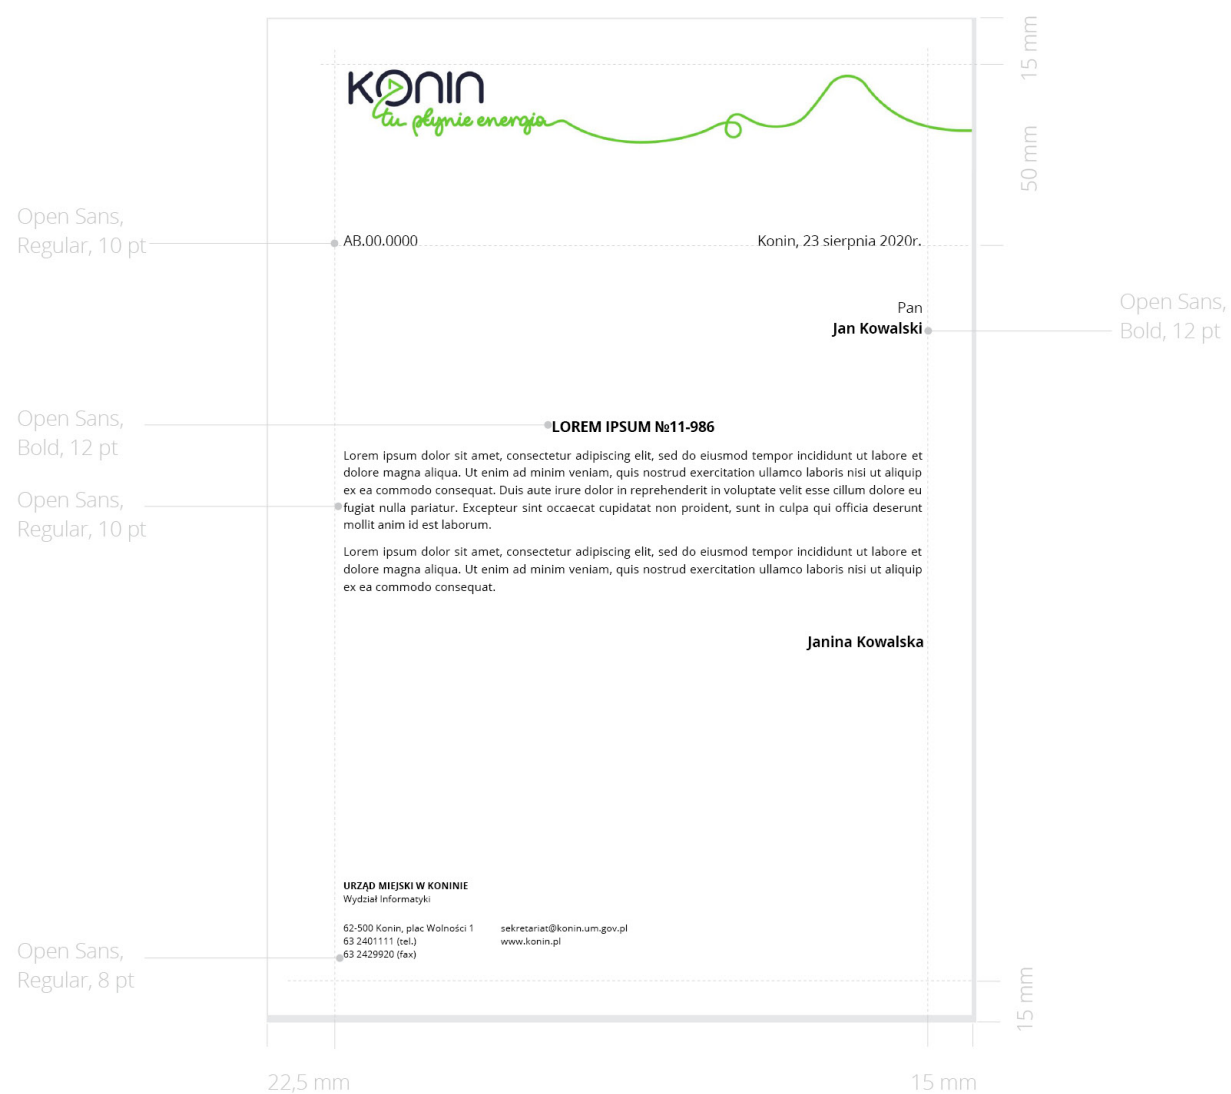 15 mm
KONIN
tu płynie energia
50 mm
Open Sans,
Regular, 10 pt
AB.00.0000
Konin, 23 sierpnia 2020r.
Pan
Jan Kowalski
Open Sans,
Bold, 12 pt
Open Sans,
Bold, 12 pt
LOREM IPSUM №11-986
Open Sans,
Regular, 10 pt
Lorem ipsum dolor sit amet, consectetur adipiscing elit, sed do eiusmod tempor incididunt ut labore et
dolore magna aliqua. Ut enim ad minim veniam, quis nostrud exercitation ullamco laboris nisi ut aliquip
ex ea commodo consequat. Duis aute irure dolor in reprehenderit in voluptate velit esse cillum dolore eu
fugiat nulla pariatur. Excepteur sint occaecat cupidatat non proident, sunt in culpa qui officia deserunt
mollit anim id est laborum.
Lorem ipsum dolor sit amet, consectetur adipiscing elit, sed do eiusmod tempor incididunt ut labore et
dolore magna aliqua. Ut enim ad minim veniam, quis nostrud exercitation ullamco laboris nisi ut aliquip
ex ea commodo consequat.
Janina Kowalska
URZĄD MIEJSKI W KONINIE
Wydział Informatyki
62-500 Konin, plac Wolności 1
63 2401111 (tel.)
63 2429920 (fax)
sekretariat@konin.um.gov.pl
www.konin.pl
Open Sans,
Regular, 8 pt
15 mm
22,5 mm
15 mm